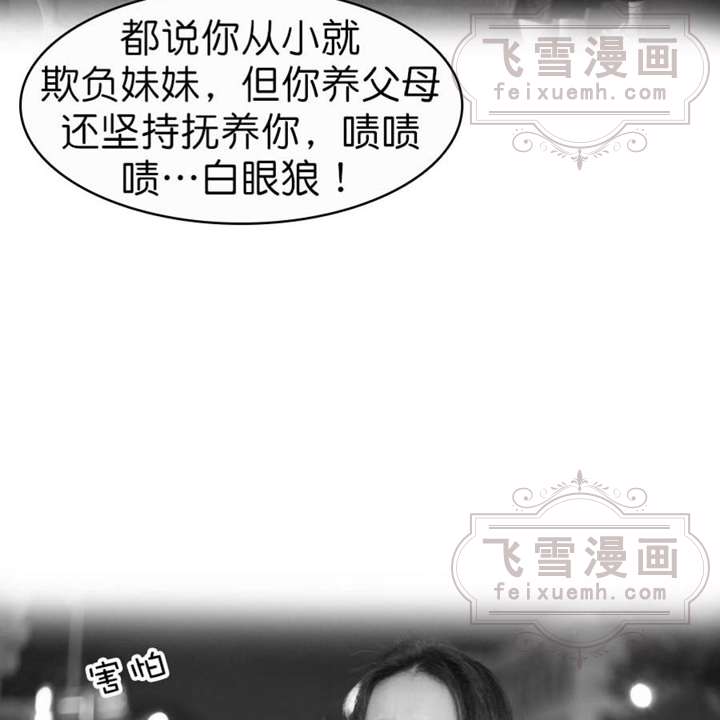 都说你从小就
欺负妹妹，但你养父母
还坚持抚养你，啧啧
啧…白眼狼！
飞雪漫画
feixuemh.com
飞雪漫画
feixuemh.com
害怕